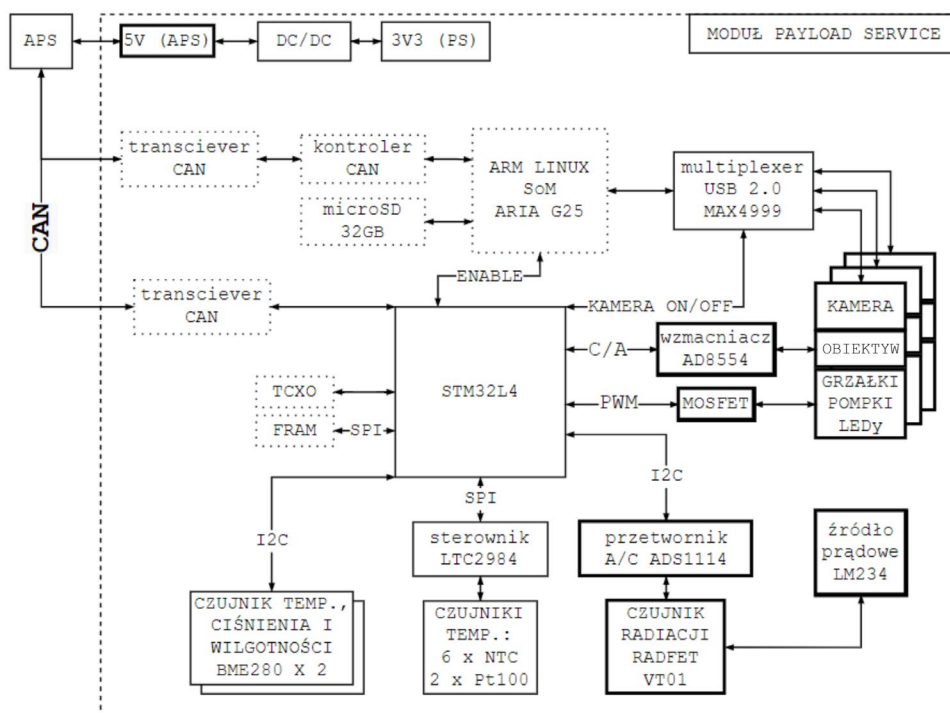 APS
5V (APS)
DC/DC
3V3 (PS)
MODUŁ PAYLOAD SERVICE
transciever
CAN
kontroler
CAN
microSD
32GB
ARM LINUX
SoM
ARIA G25
multiplexer
USB 2.0
MAX4999
CAN
ENABLE
transciever
CAN
KAMERA ON/OFF
KAMERA
OBIEKTYW
GRZAŁKI
POMPKI
LEDy
C/A
wzmacniacz
AD8554
STM32L4
PWM
MOSFET
TCXO
FRAM
SPI
I2C
SPI
I2C
sterownik
LTC2984
przetwornik
A/C ADS1114
źródło
prądowe
LM234
CZUJNIK TEMP.,
CIŚNIENIA I
WILGOTNOŚCI
BME280 X 2
CZUJNIKI
TEMP.:
6 x NTC
2 x Pt100
CZUJNIK
RADIACJI
RADFET
VT01